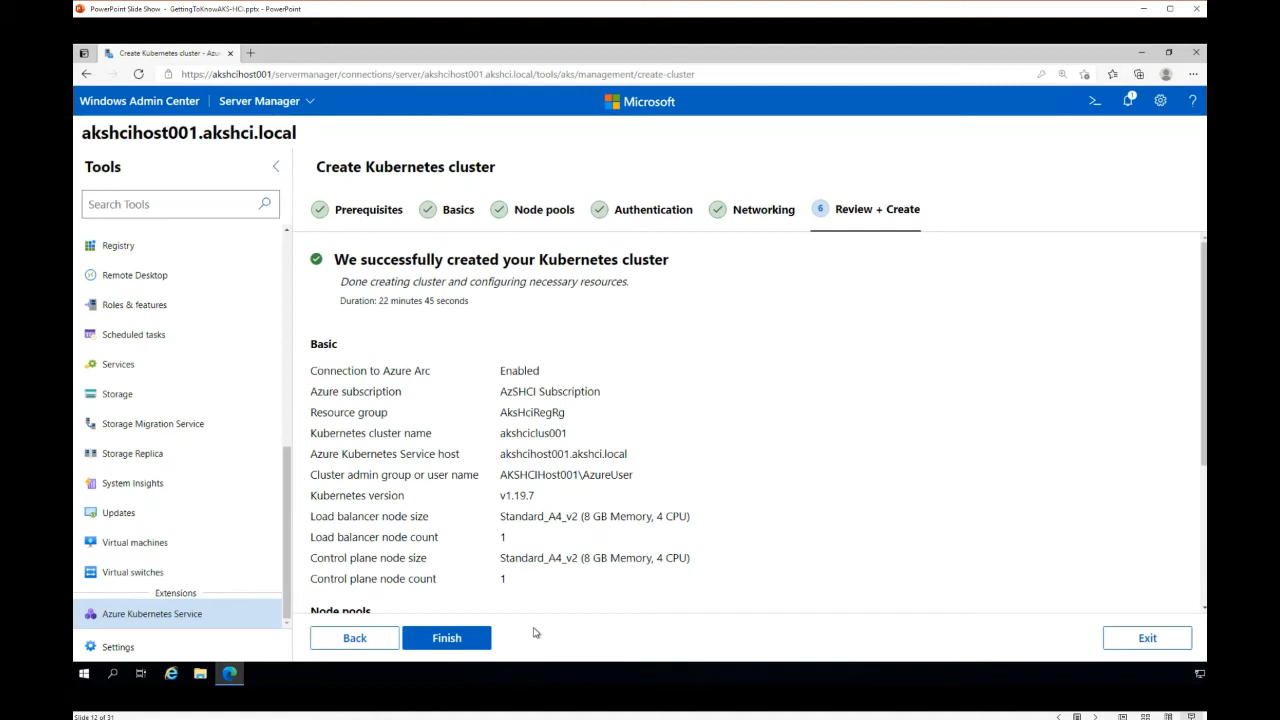 PowerPoint Slide Show - GettingToKnowAKS-HCI.pptx - PowerPoint
Create Kubernetes cluster - Azu
https://akshcihost001/servermanager/connections/server/akshcihost001.akshci.local/tools/aks/management/create-cluster
Windows Admin Center
Server Manager
Microsoft
1
akshcihost001.akshci.local
Tools
Search Tools
Registry
Remote Desktop
Roles & features
Scheduled tasks
Services
Storage
Storage Migration Service
Storage Replica
System Insights
Updates
Virtual machines
Virtual switches
Extensions
Azure Kubernetes Service
Settings
Create Kubernetes cluster
Prerequisites Basics Node pools Authentication Networking 6 Review + Create
We successfully created your Kubernetes cluster
Done creating cluster and configuring necessary resources.
Duration: 22 minutes 45 seconds
Basic
Connection to Azure Arc Enabled
Azure subscription AzSHCI Subscription
Resource group AksHciRegRg
Kubernetes cluster name akshciclus001
Azure Kubernetes Service host akshcihost001.akshci.local
Cluster admin group or user name AKSHCIHost001\AzureUser
Kubernetes version v1.19.7
Load balancer node size Standard_A4_v2 (8 GB Memory, 4 CPU)
Load balancer node count 1
Control plane node size Standard_A4_v2 (8 GB Memory, 4 CPU)
Control plane node count 1
Node pools
Back Finish Exit
Slide 12 of 31